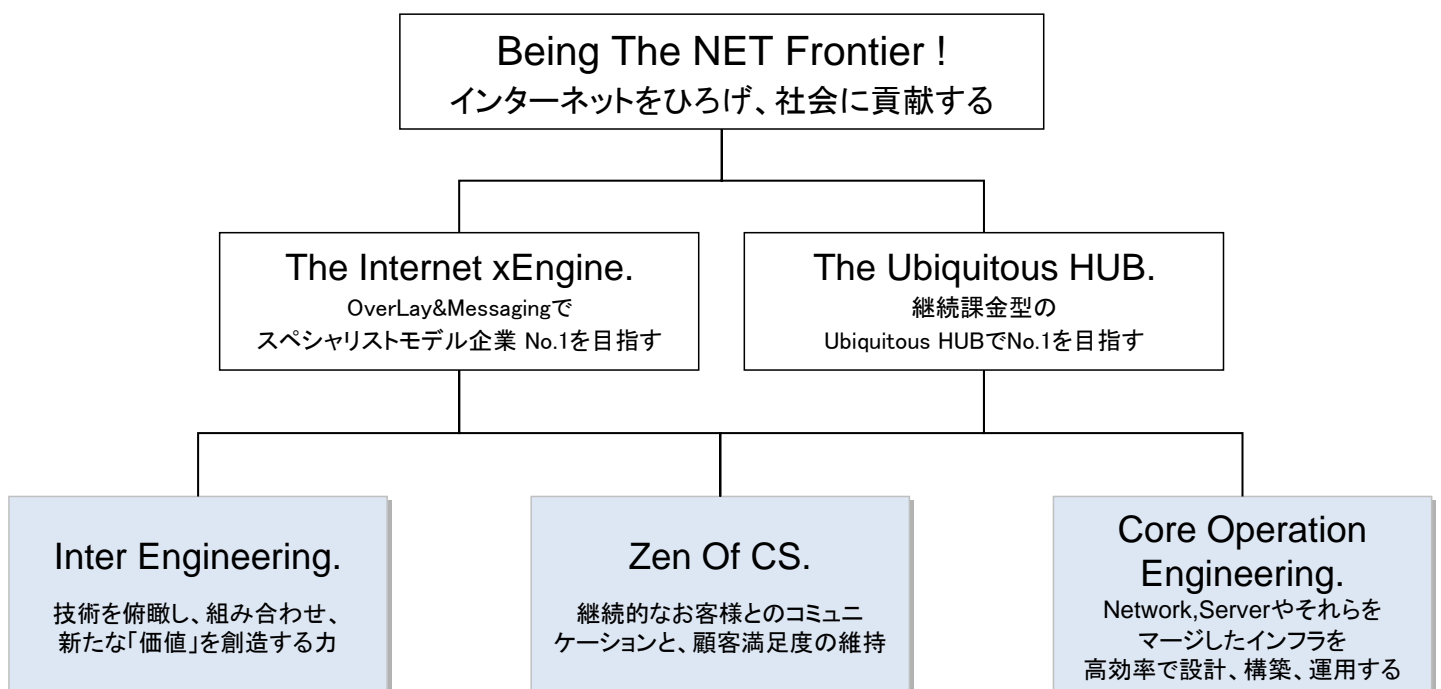 Being The NET Frontier !
インターネットをひろげ、社会に貢献する
The Internet xEngine.
OverLay&Messagingで
スペシャリストモデル企業 No.1を目指す
The Ubiquitous HUB.
継続課金型の
Ubiquitous HUBでNo.1を目指す
Inter Engineering.
技術を俯瞰し、組み合わせ、
新たな「価値」を創造する力
Zen Of CS.
継続的なお客様とのコミュニ
ケーションと、顧客満足度の維持
Core Operation
Engineering.
Network,Serverやそれらを
マージしたインフラを
高効率で設計、構築、運用する